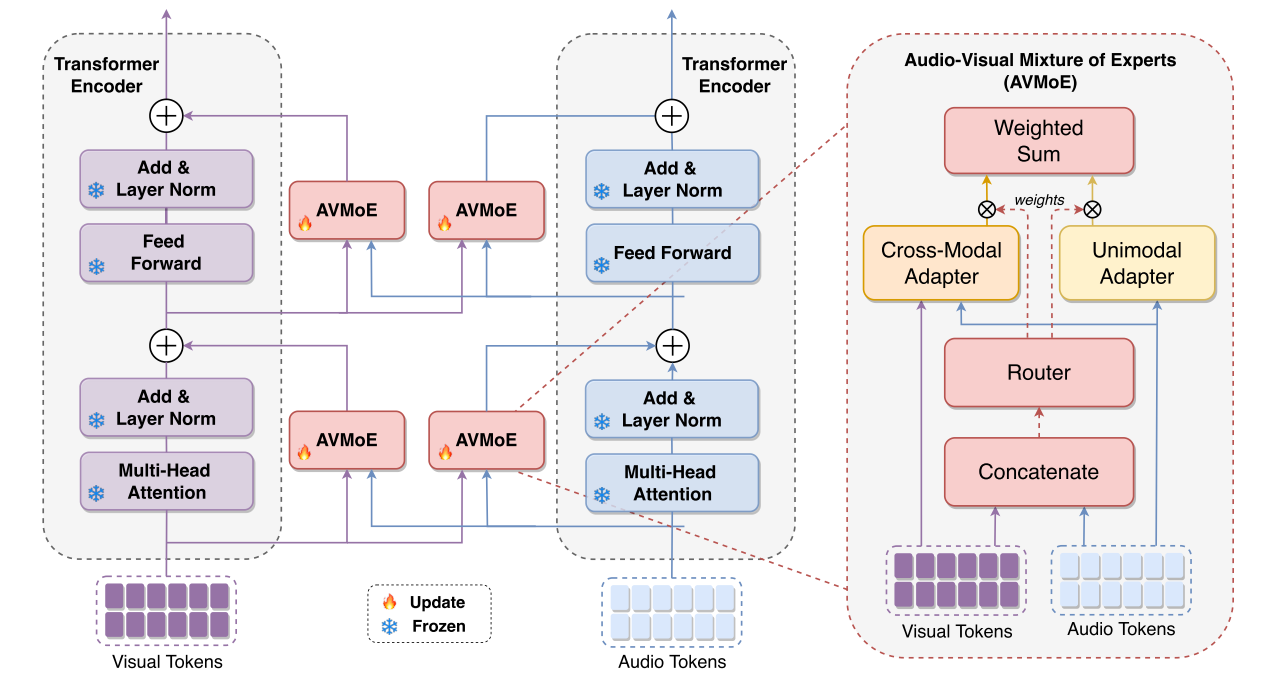 Transformer
Encoder
Add &
Layer Norm
Feed
Forward
Add &
Layer Norm
Multi-Head
Attention
Visual Tokens
AVMoE
AVMoE
AVMoE
AVMoE
Update
Frozen
Transformer
Encoder
Add &
Layer Norm
Feed Forward
Add &
Layer Norm
Multi-Head
Attention
Audio Tokens
Audio-Visual Mixture of Experts
(AVMoE)
Weighted
Sum
weights
Cross-Modal
Adapter
Unimodal
Adapter
Router
Concatenate
Visual Tokens
Audio Tokens